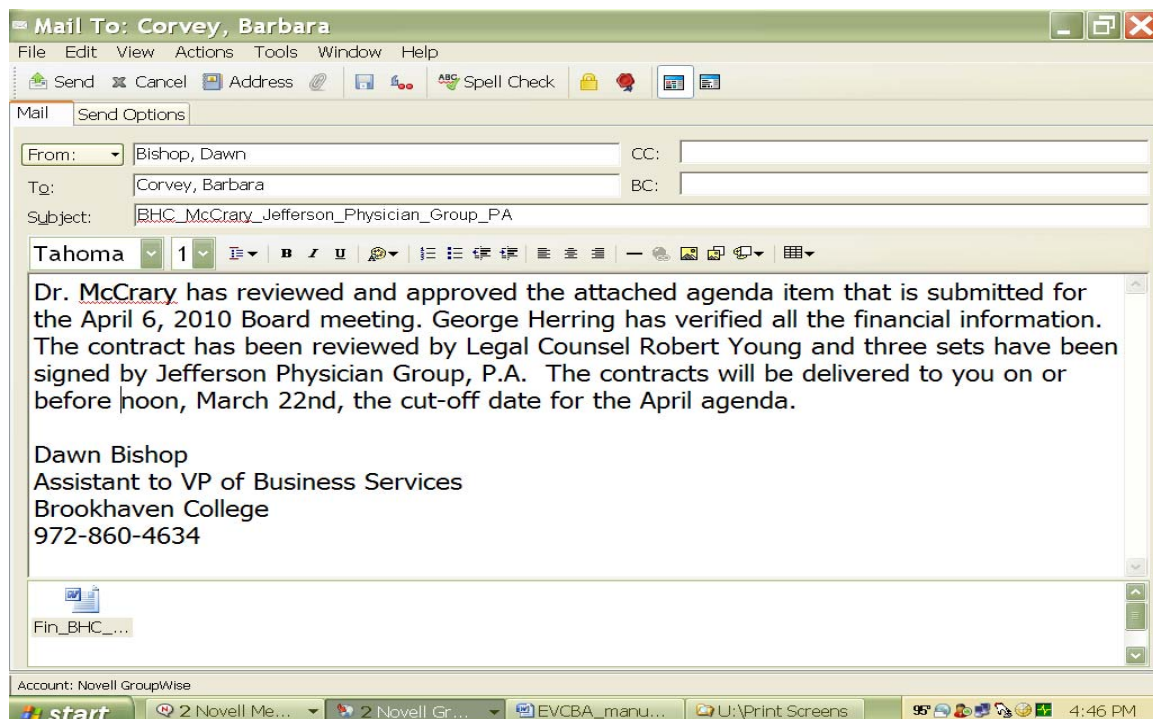 Mail To: Corvey, Barbara
File Edit View Actions Tools Window Help
Send Cancel Address ABC Spell Check
Mail Send Options
From: Bishop, Dawn CC:
To: Corvey, Barbara BC:
Subject: BHC_McCrary_Jefferson_Physician_Group_PA
Tahoma 1 B I U
Dr. McCrary has reviewed and approved the attached agenda item that is submitted for
the April 6, 2010 Board meeting. George Herring has verified all the financial information.
The contract has been reviewed by Legal Counsel Robert Young and three sets have been
signed by Jefferson Physician Group, P.A. The contracts will be delivered to you on or
before noon, March 22nd, the cut-off date for the April agenda.
Dawn Bishop
Assistant to VP of Business Services
Brookhaven College
972-860-4634
Fin_BHC_...
Account: Novell GroupWise
start 2 Novell Me... 2 Novell Gr... EVCBA_manu... U:\Print Screens 95° 4:46 PM